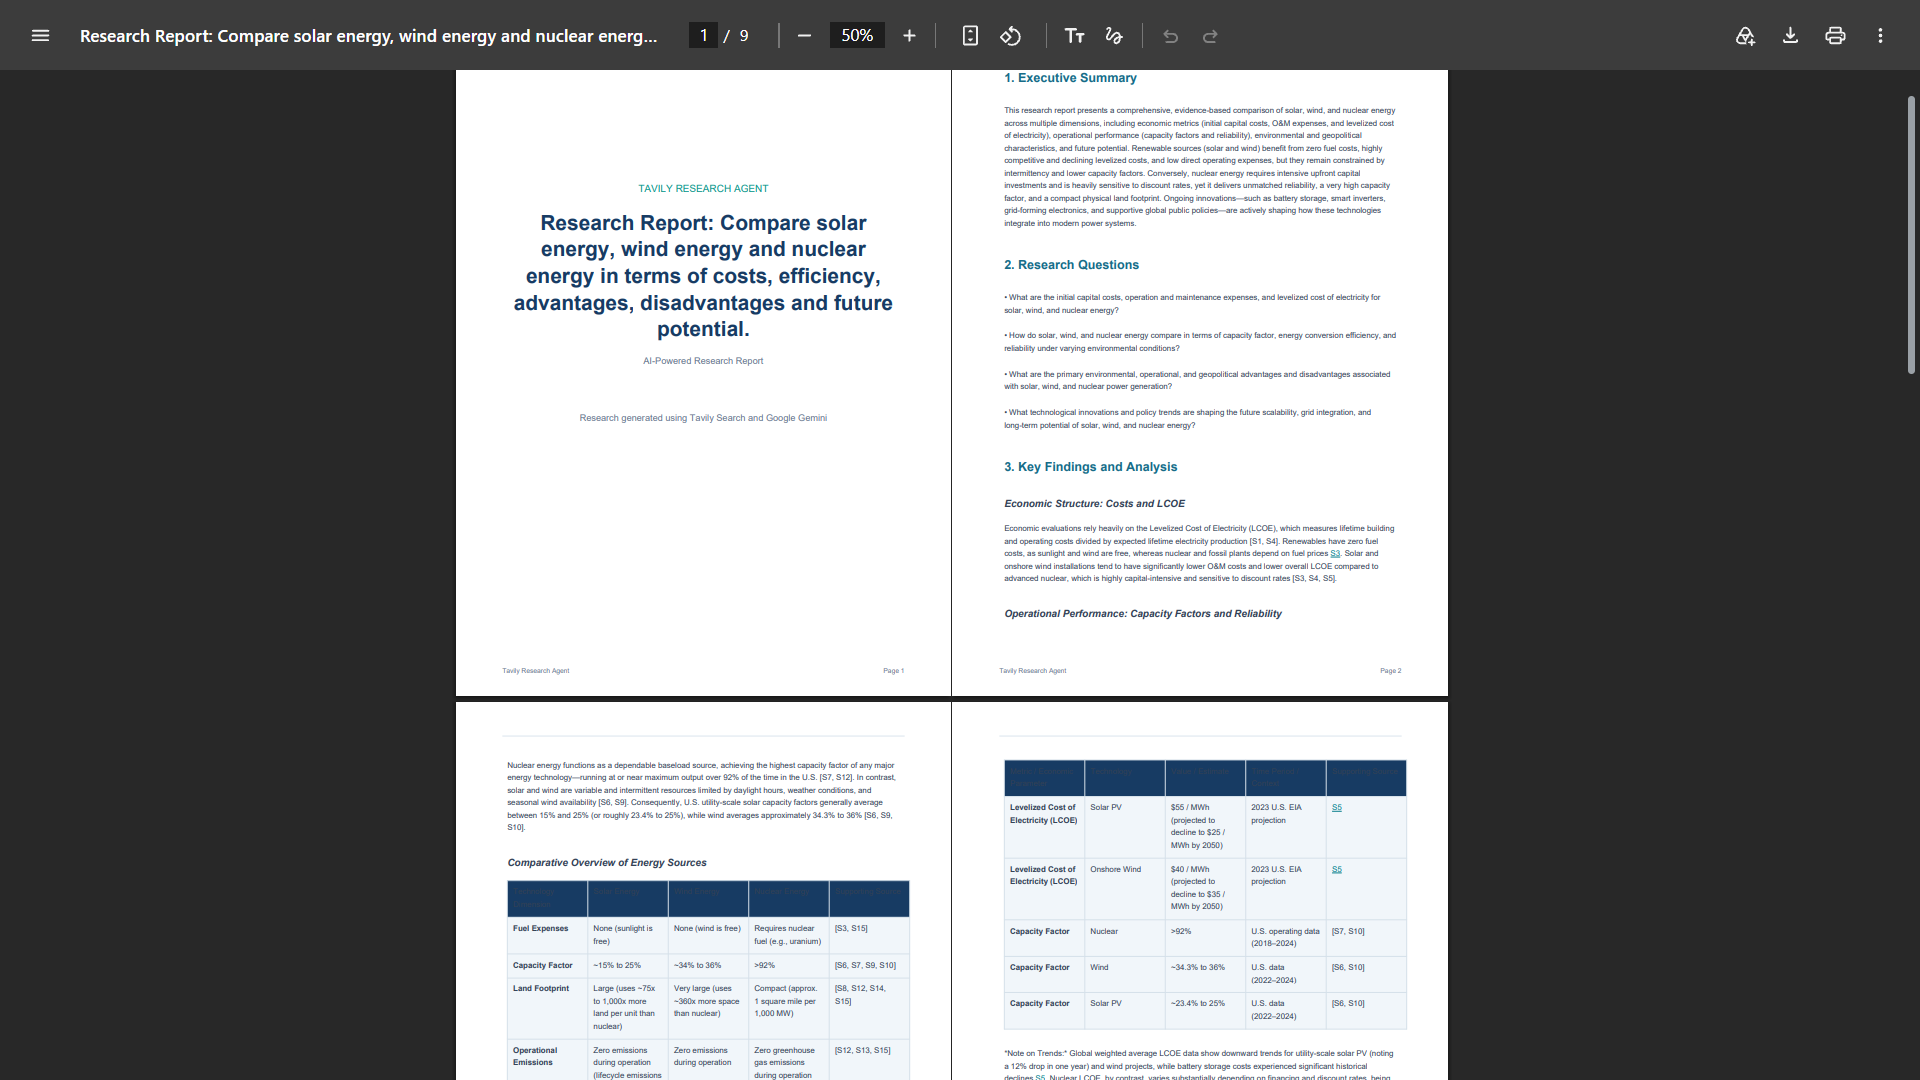 Research Report: Compare solar energy, wind energy and nuclear energ...
1 / 9
50%
TAVILY RESEARCH AGENT
Research Report: Compare solar
energy, wind energy and nuclear
energy in terms of costs, efficiency,
advantages, disadvantages and future
potential.
AI-Powered Research Report
Research generated using Tavily Search and Google Gemini
Tavily Research Agent
Page 1
1. Executive Summary
This research report presents a comprehensive, evidence-based comparison of solar, wind, and nuclear energy
across multiple dimensions, including economic metrics (initial capital costs, O&M expenses, and levelized cost
of electricity), operational performance (capacity factors and reliability), environmental and geopolitical
characteristics, and future potential. Renewable sources (solar and wind) benefit from zero fuel costs, highly
competitive and declining levelized costs, and low direct operating expenses, but they remain constrained by
intermittency and lower capacity factors. Conversely, nuclear energy requires intensive upfront capital
investments and is heavily sensitive to discount rates, yet it delivers unmatched reliability, a very high capacity
factor, and a compact physical land footprint. Ongoing innovations—such as battery storage, smart inverters,
grid-forming electronics, and supportive global public policies—are actively shaping how these technologies
integrate into modern power systems.
2. Research Questions
• What are the initial capital costs, operation and maintenance expenses, and levelized cost of electricity for
solar, wind, and nuclear energy?
• How do solar, wind, and nuclear energy compare in terms of capacity factor, energy conversion efficiency, and
reliability under varying environmental conditions?
• What are the primary environmental, operational, and geopolitical advantages and disadvantages associated
with solar, wind, and nuclear power generation?
• What technological innovations and policy trends are shaping the future scalability, grid integration, and
long-term potential of solar, wind, and nuclear energy?
3. Key Findings and Analysis
Economic Structure: Costs and LCOE
Economic evaluations rely heavily on the Levelized Cost of Electricity (LCOE), which measures lifetime building
and operating costs divided by expected lifetime electricity production [S1, S4]. Renewables have zero fuel
costs, as sunlight and wind are free, whereas nuclear and fossil plants depend on fuel prices S3. Solar and
onshore wind installations tend to have significantly lower O&M costs and lower overall LCOE compared to
advanced nuclear, which is highly capital-intensive and sensitive to discount rates [S3, S4, S5].
Operational Performance: Capacity Factors and Reliability
Tavily Research Agent
Page 2
Nuclear energy functions as a dependable baseload source, achieving the highest capacity factor of any major
energy technology—running at or near maximum output over 92% of the time in the U.S. [S7, S12]. In contrast,
solar and wind are variable and intermittent resources limited by daylight hours, weather conditions, and
seasonal wind availability [S6, S9]. Consequently, U.S. utility-scale solar capacity factors generally average
between 15% and 25% (or roughly 23.4% to 25%), while wind averages approximately 34.3% to 36% [S6, S9,
S10].
Comparative Overview of Energy Sources
Fuel Expenses
None (sunlight is
free)
None (wind is free)
Requires nuclear
fuel (e.g., uranium)
[S3, S15]
Capacity Factor
~15% to 25%
~34% to 36%
>92%
[S6, S7, S9, S10]
Land Footprint
Large (uses ~75x
to 1,000x more
land per unit than
nuclear)
Very large (uses
~360x more space
than nuclear)
Compact (approx.
1 square mile per
1,000 MW)
[S8, S12, S14,
S15]
Operational
Emissions
Zero emissions
during operation
(lifecycle emissions
Zero emissions
during operation
Zero greenhouse
gas emissions
during operation
[S12, S13, S15]
Levelized Cost of
Electricity (LCOE)
Solar PV
$55 / MWh
(projected to
decline to $25 /
MWh by 2050)
2023 U.S. EIA
projection
S5
Levelized Cost of
Electricity (LCOE)
Onshore Wind
$40 / MWh
(projected to
decline to $35 /
MWh by 2050)
2023 U.S. EIA
projection
S5
Capacity Factor
Nuclear
>92%
U.S. operating data
(2018–2024)
[S7, S10]
Capacity Factor
Wind
~34.3% to 36%
U.S. data
(2022–2024)
[S6, S10]
Capacity Factor
Solar PV
~23.4% to 25%
U.S. data
(2022–2024)
[S6, S10]
*Note on Trends:* Global weighted average LCOE data show downward trends for utility-scale solar PV (noting
a 12% drop in one year) and wind projects, while battery storage costs experienced significant historical
declines S5. Nuclear LCOE, by contrast, varies substantially depending on financing and discount rates, being